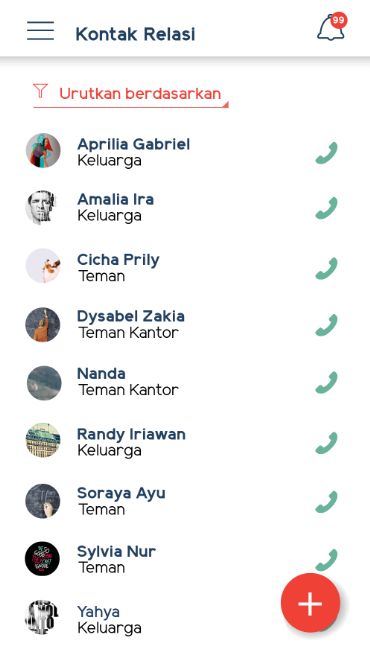 Kontak Relasi
99
Urutkan berdasarkan
Aprilia Gabriel
Keluarga
Amalia Ira
Keluarga
Cicha Prily
Teman
Dysabel Zakia
Teman Kantor
Nanda
Teman Kantor
Randy Iriawan
Keluarga
Soraya Ayu
Teman
Sylvia Nur
Teman
Yahya
Keluarga